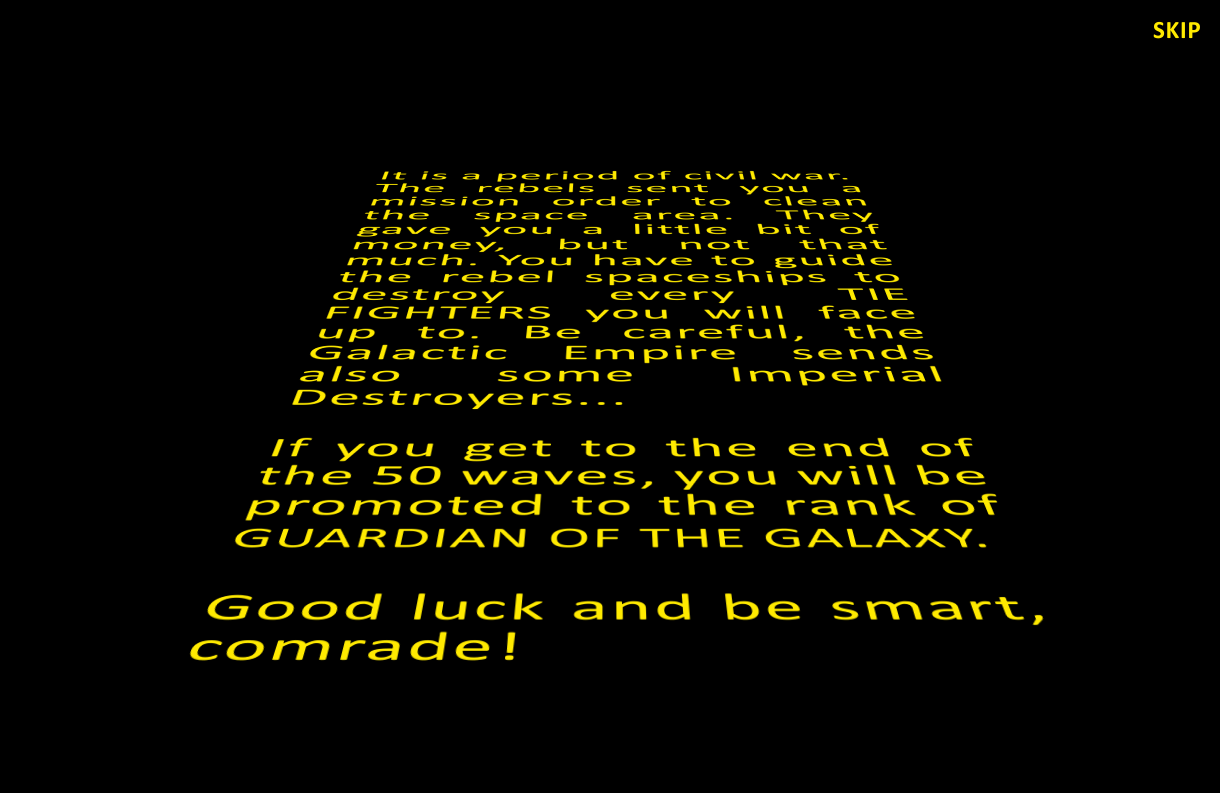 SKIP
It is a period of civil war.
The rebels sent you a
mission order to clean
the space area. They
gave you a little bit of
money, but not that
much. You have to guide
the rebel spaceships to
destroy every TIE
FIGHTERS you will face
up to. Be careful, the
Galactic Empire sends
also some Imperial
Destroyers...
If you get to the end of
the 50 waves, you will be
promoted to the rank of
GUARDIAN OF THE GALAXY.
Good luck and be smart,
comrade!